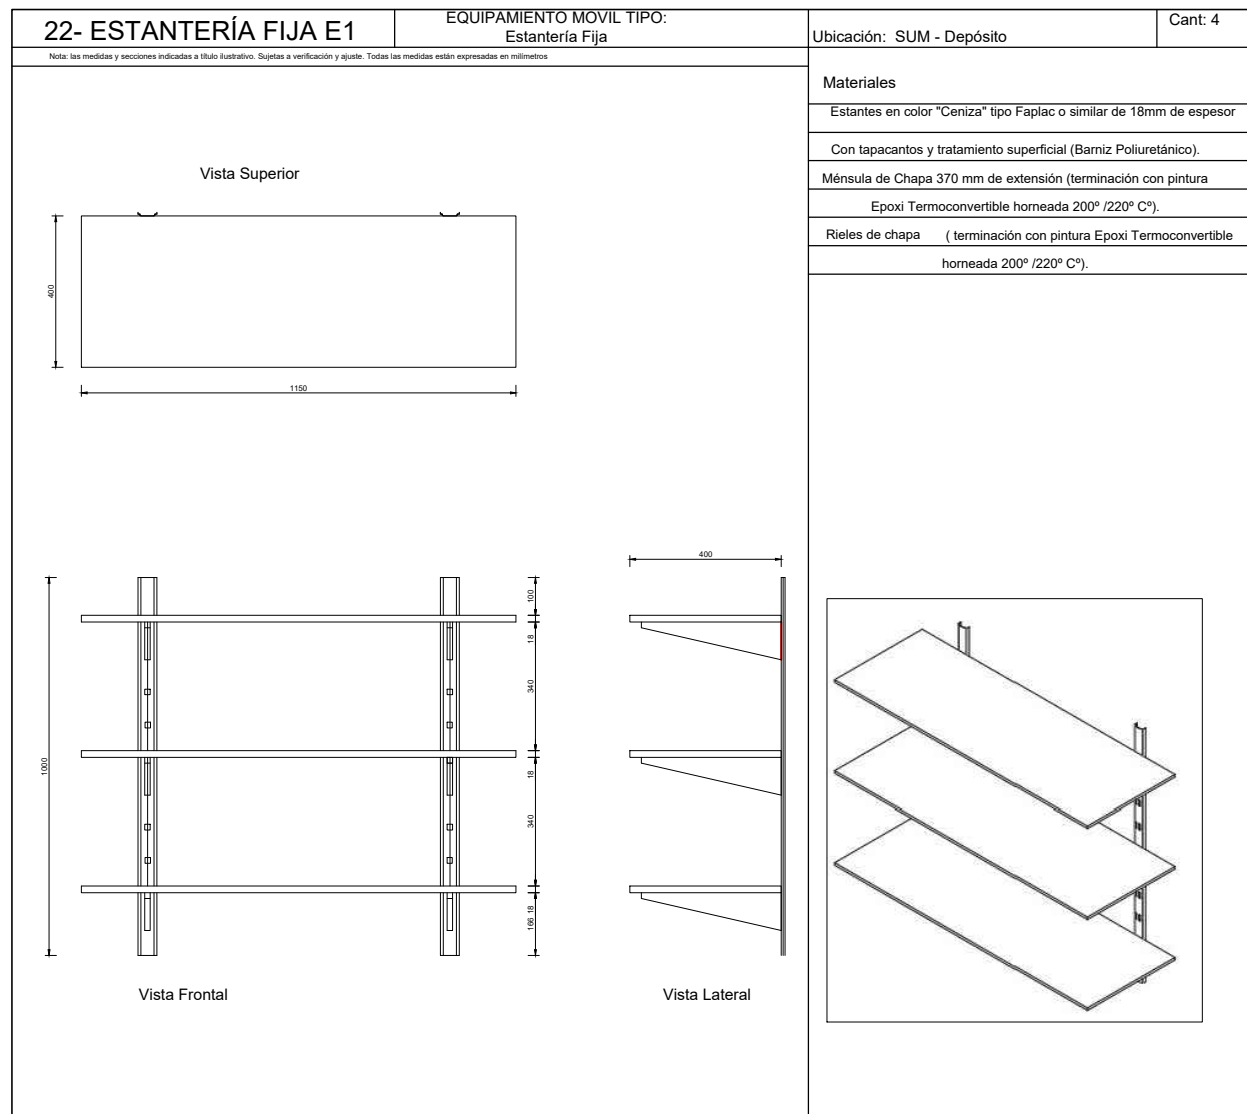 22- ESTANTERÍA FIJA E1
EQUIPAMIENTO MOVIL TIPO:
Estantería Fija
Ubicación: SUM - Depósito
Cant: 4
Nota: las medidas y secciones indicadas a título ilustrativo. Sujetas a verificación y ajuste. Todas las medidas están expresadas en milímetros
Materiales
Estantes en color "Ceniza" tipo Faplac o similar de 18mm de espesor
Con tapacantos y tratamiento superficial (Barniz Poliuretánico).
Ménsula de Chapa 370 mm de extensión (terminación con pintura
Epoxi Termoconvertible horneada 200º /220º Cº).
Rieles de chapa ( terminación con pintura Epoxi Termoconvertible
horneada 200º /220º Cº).
Vista Superior
400
1150
1000
100
18
340
18
340
18
166
Vista Frontal
400
Vista Lateral